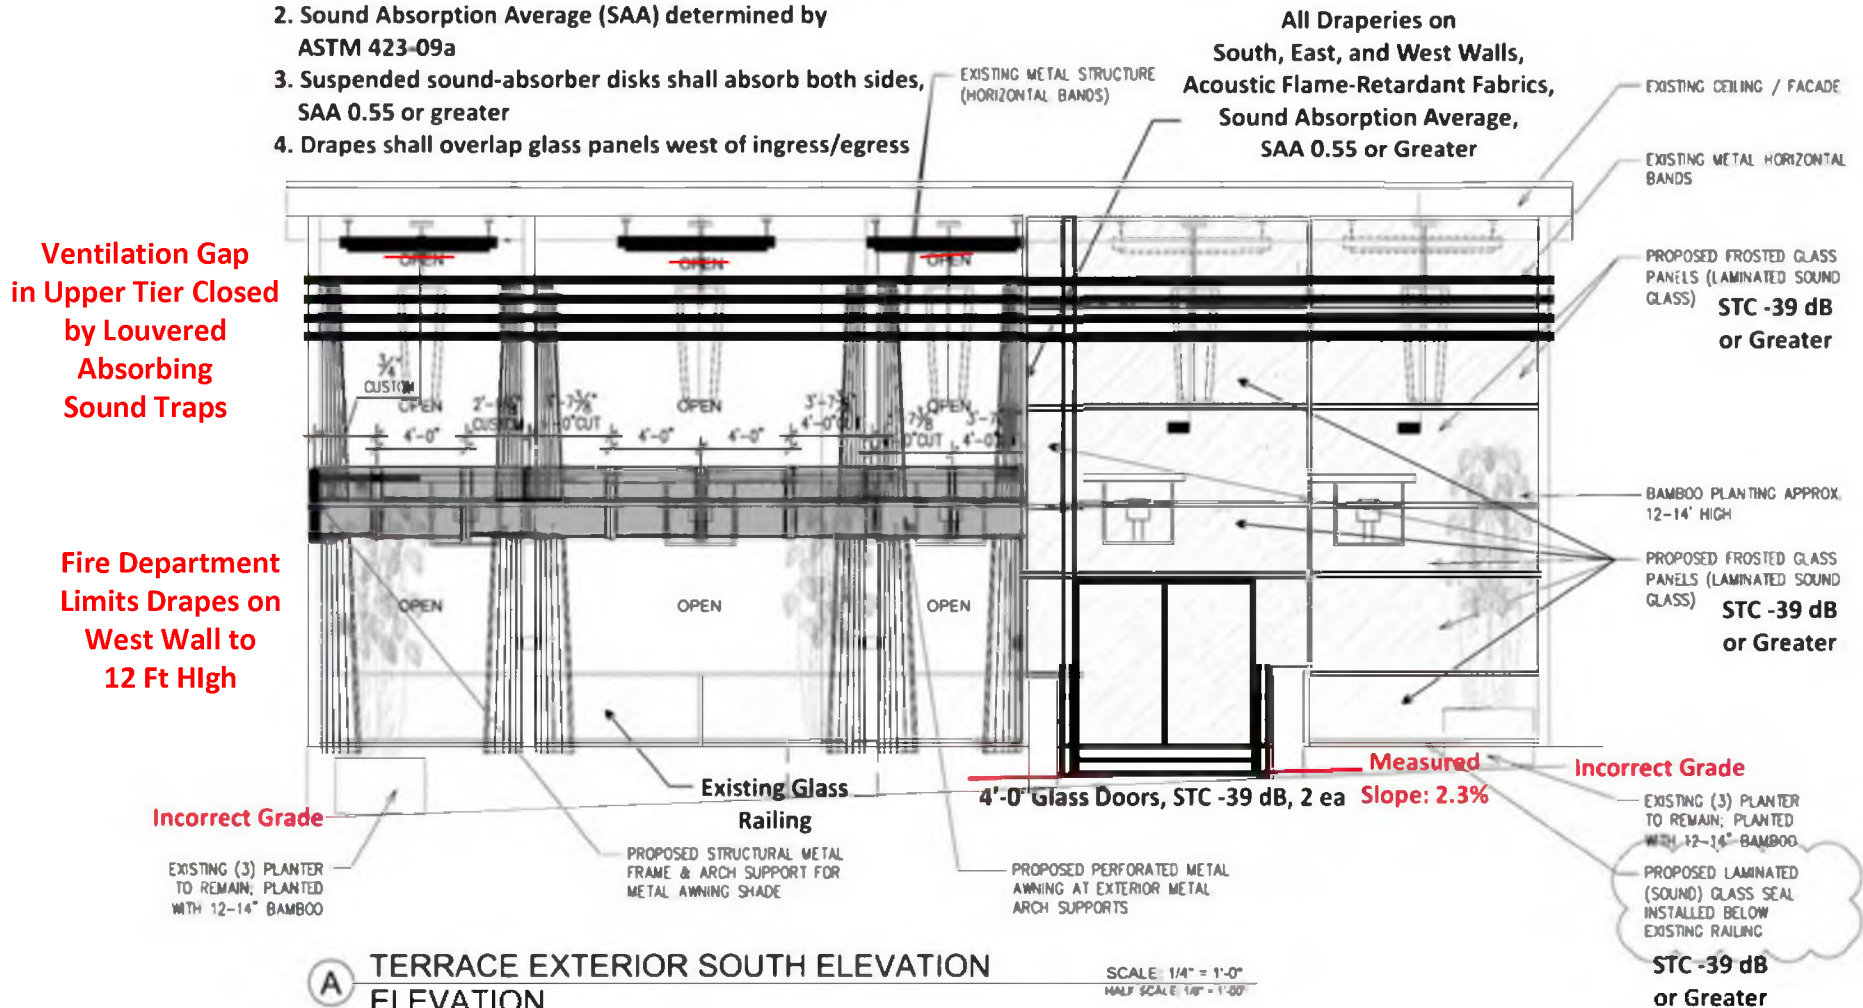 2. Sound Absorption Average (SAA) determined by
ASTM 423-09a
3. Suspended sound-absorber disks shall absorb both sides,
SAA 0.55 or greater
4. Drapes shall overlap glass panels west of ingress/egress
EXISTING METAL STRUCTURE
(HORIZONTAL BANDS)
All Draperies on
South, East, and West Walls,
Acoustic Flame-Retardant Fabrics,
Sound Absorption Average,
SAA 0.55 or Greater
EXISTING CEILING / FACADE
EXISTING METAL HORIZONTAL
BANDS
PROPOSED FROSTED GLASS
PANELS (LAMINATED SOUND
GLASS)
STC -39 dB
or Greater
Ventilation Gap
in Upper Tier Closed
by Louvered
Absorbing
Sound Traps
OPEN
OPEN
OPEN
3/4"
CUSTOM
OPEN
OPEN
OPEN
CUSTOM
4'-0"
4'-0"
4'-0"
4'-0"
BAMBOO PLANTING APPROX.
12-14' HIGH
Fire Department
Limits Drapes on
West Wall to
12 Ft HIgh
OPEN
OPEN
OPEN
PROPOSED FROSTED GLASS
PANELS (LAMINATED SOUND
GLASS)
STC -39 dB
or Greater
Incorrect Grade
Existing Glass
Railing
4'-0" Glass Doors, STC -39 dB, 2 ea
Measured
Slope: 2.3%
Incorrect Grade
EXISTING (3) PLANTER
TO REMAIN; PLANTED
WITH 12-14" BAMBOO
PROPOSED STRUCTURAL METAL
FRAME & ARCH SUPPORT FOR
METAL AWNING SHADE
PROPOSED PERFORATED METAL
AWNING AT EXTERIOR METAL
ARCH SUPPORTS
EXISTING (3) PLANTER
TO REMAIN; PLANTED
WITH 12-14" BAMBOO
PROPOSED LAMINATED
(SOUND) GLASS SEAL
INSTALLED BELOW
EXISTING RAILING
STC -39 dB
or Greater
A
TERRACE EXTERIOR SOUTH ELEVATION
ELEVATION
SCALE: 1/4" = 1'-0"
HALF SCALE: 1/8" = 1'-00"